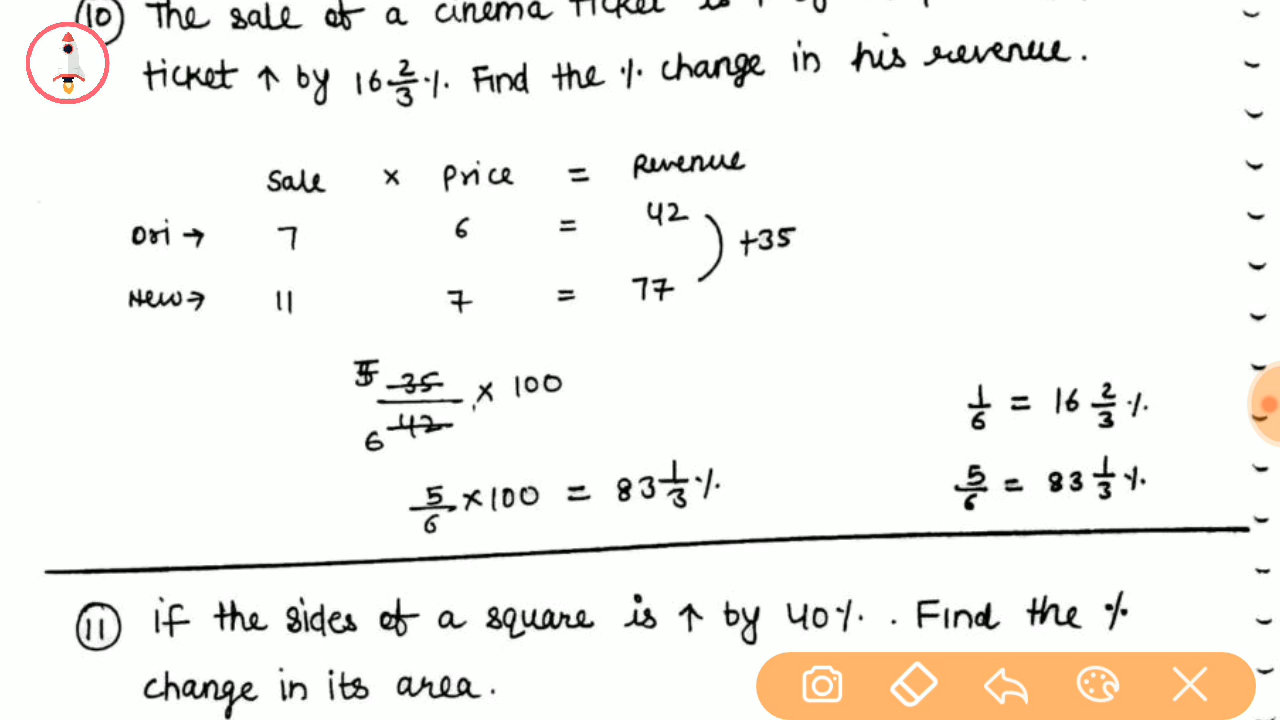 10 The sale of a cinema ticket is ↑ by
ticket ↑ by 16 2/3 %. Find the % change in his revenue.
Sale × Price = Revenue
Ori → 7 6 = 42
+35
New → 11 7 = 77
5 35/42 6 × 100
5/6 × 100 = 83 1/3 %
1/6 = 16 2/3 %
5/6 = 83 1/3 %
11 if the sides of a square is ↑ by 40%. Find the %
change in its area.